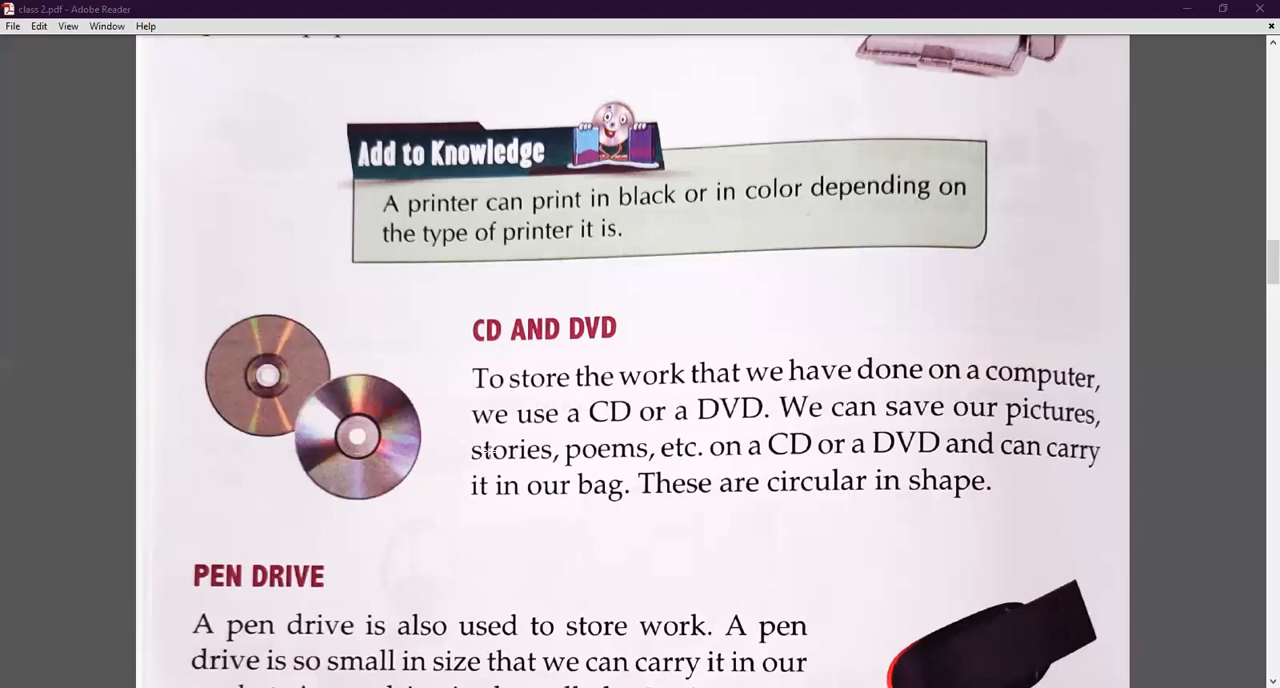 class 2.pdf - Adobe Reader
File Edit View Window Help
Add to Knowledge
A printer can print in black or in color depending on
the type of printer it is.
CD AND DVD
To store the work that we have done on a computer,
we use a CD or a DVD. We can save our pictures,
stories, poems, etc. on a CD or a DVD and can carry
it in our bag. These are circular in shape.
PEN DRIVE
A pen drive is also used to store work. A pen
drive is so small in size that we can carry it in our